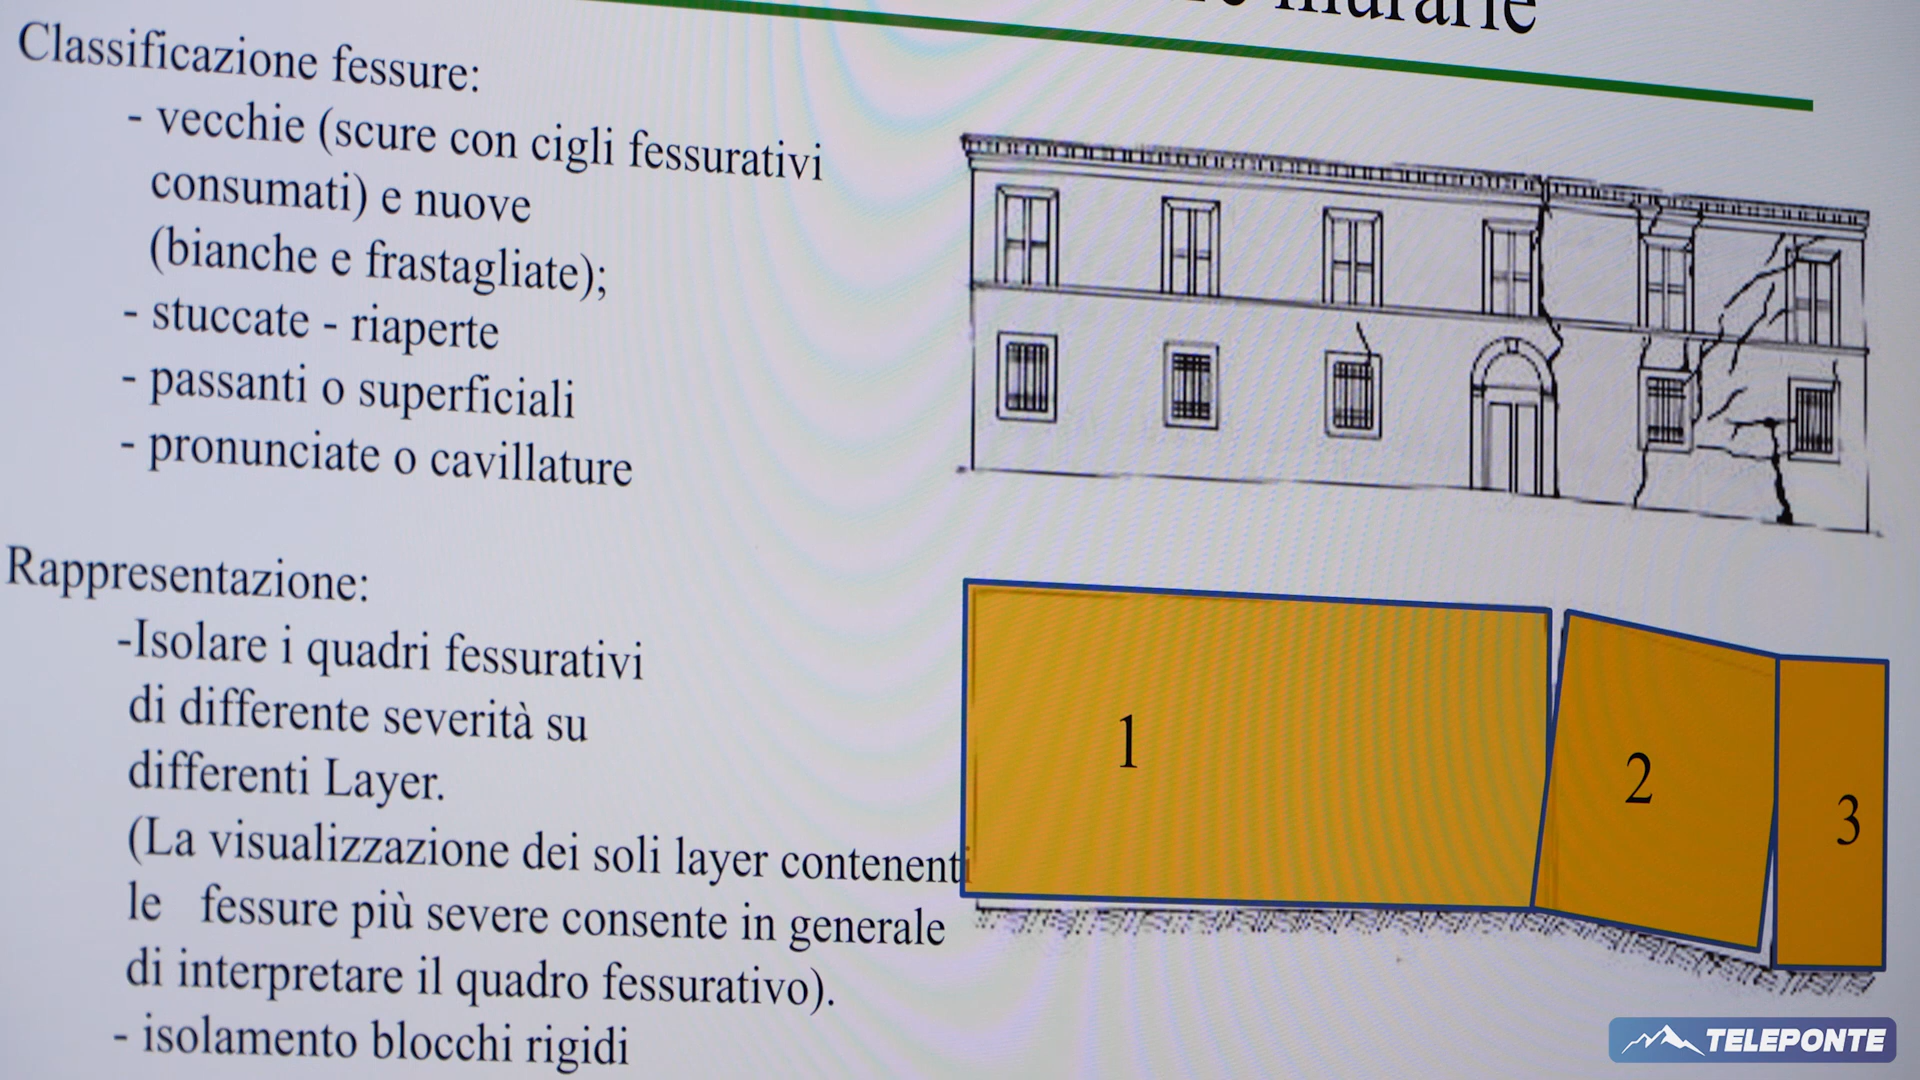 murarie
Classificazione fessure:
- vecchie (scure con cigli fessurativi
consumati) e nuove
(bianche e frastagliate);
- stuccate - riaperte
- passanti o superficiali
- pronunciate o cavillature
Rappresentazione:
-Isolare i quadri fessurativi
di differente severità su
differenti Layer.
(La visualizzazione dei soli layer contenenti
le fessure più severe consente in generale
di interpretare il quadro fessurativo).
- isolamento blocchi rigidi
1
2
3
TELEPONTE